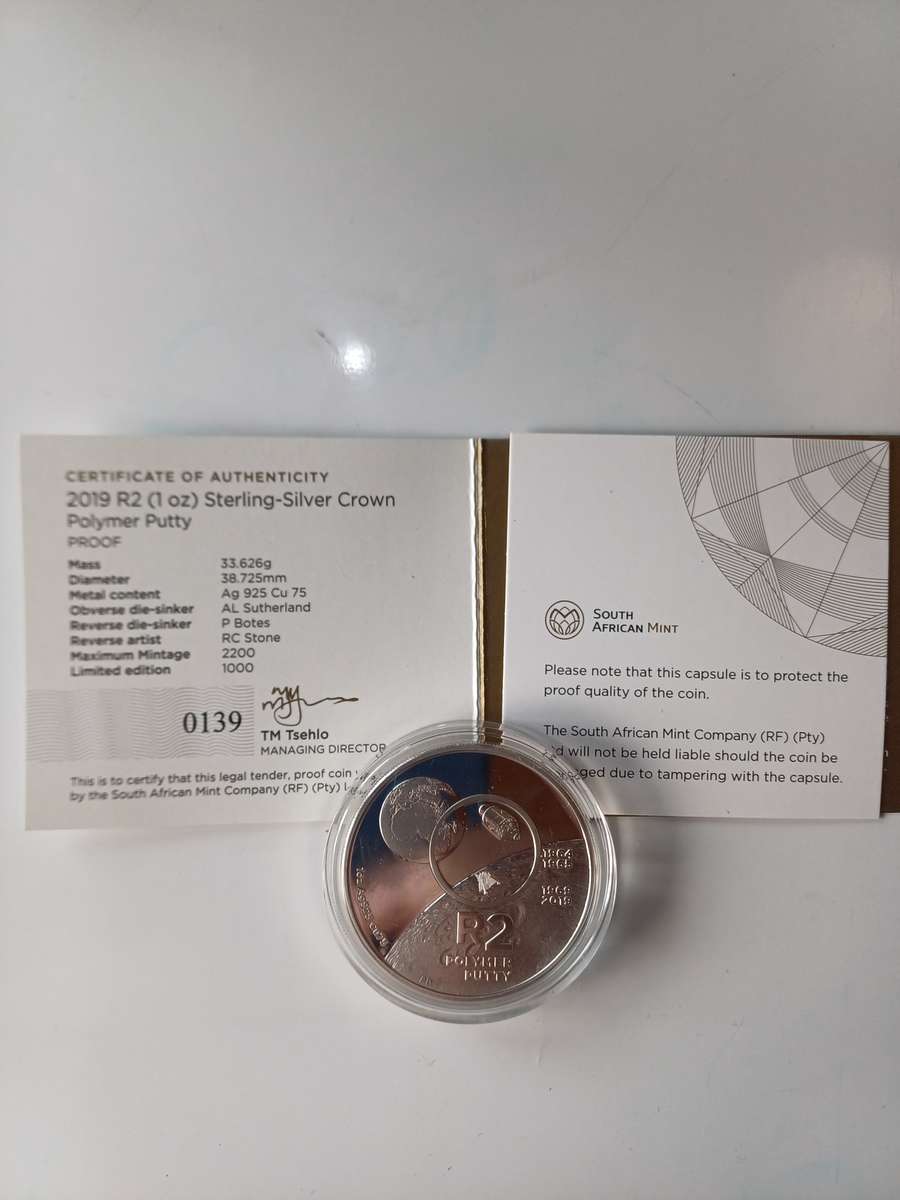 CERTIFICATE OF AUTHENTICITY
2019 R2 (1 oz) Sterling-Silver Crown
Polymer Putty
PROOF
Mass 33.626g
Diameter 38.725mm
Metal content Ag 925 Cu 75
Obverse die-sinker AL Sutherland
Reverse die-sinker P Botes
Reverse artist RC Stone
Maximum Mintage 2200
Limited edition 1000
0139
TM Tsehlo
MANAGING DIRECTOR
This is to certify that this legal tender, proof coin
by the South African Mint Company (RF) (Pty)
SOUTH
AFRICAN MINT
Please note that this capsule is to protect the
proof quality of the coin.
The South African Mint Company (RF) (Pty)
will not be held liable should the coin be
due to tampering with the capsule.
1964
1965
1969
2019
R2
POLYMER
PUTTY